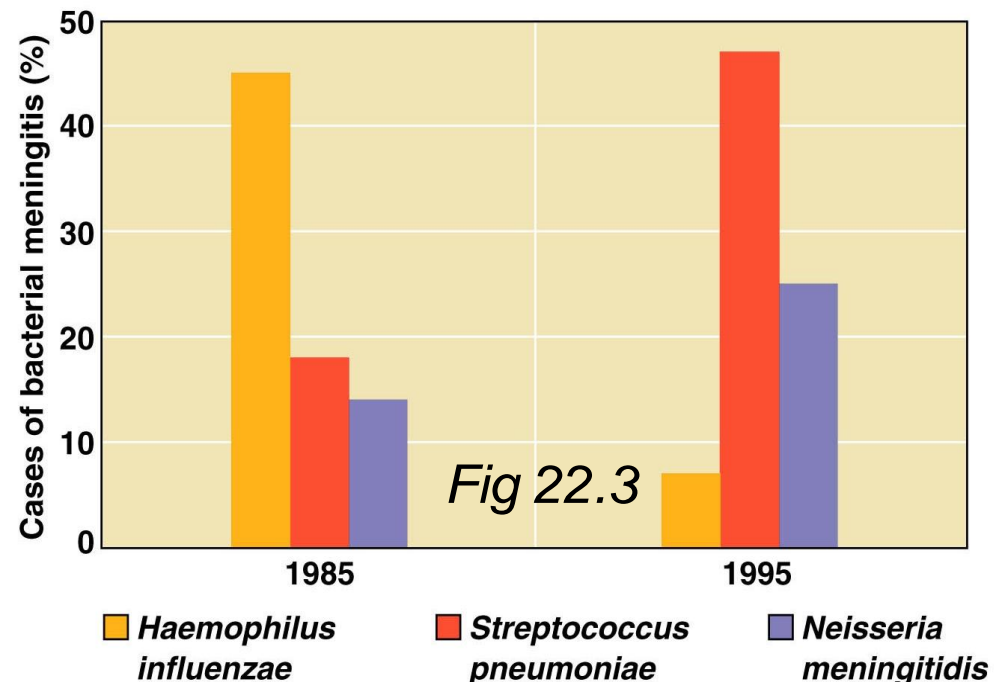 Cases of bacterial meningitis (%)
50
40
30
20
10
0
Fig 22.3
1985
1995
Haemophilus
influenzae
Streptococcus
pneumoniae
Neisseria
meningitidis